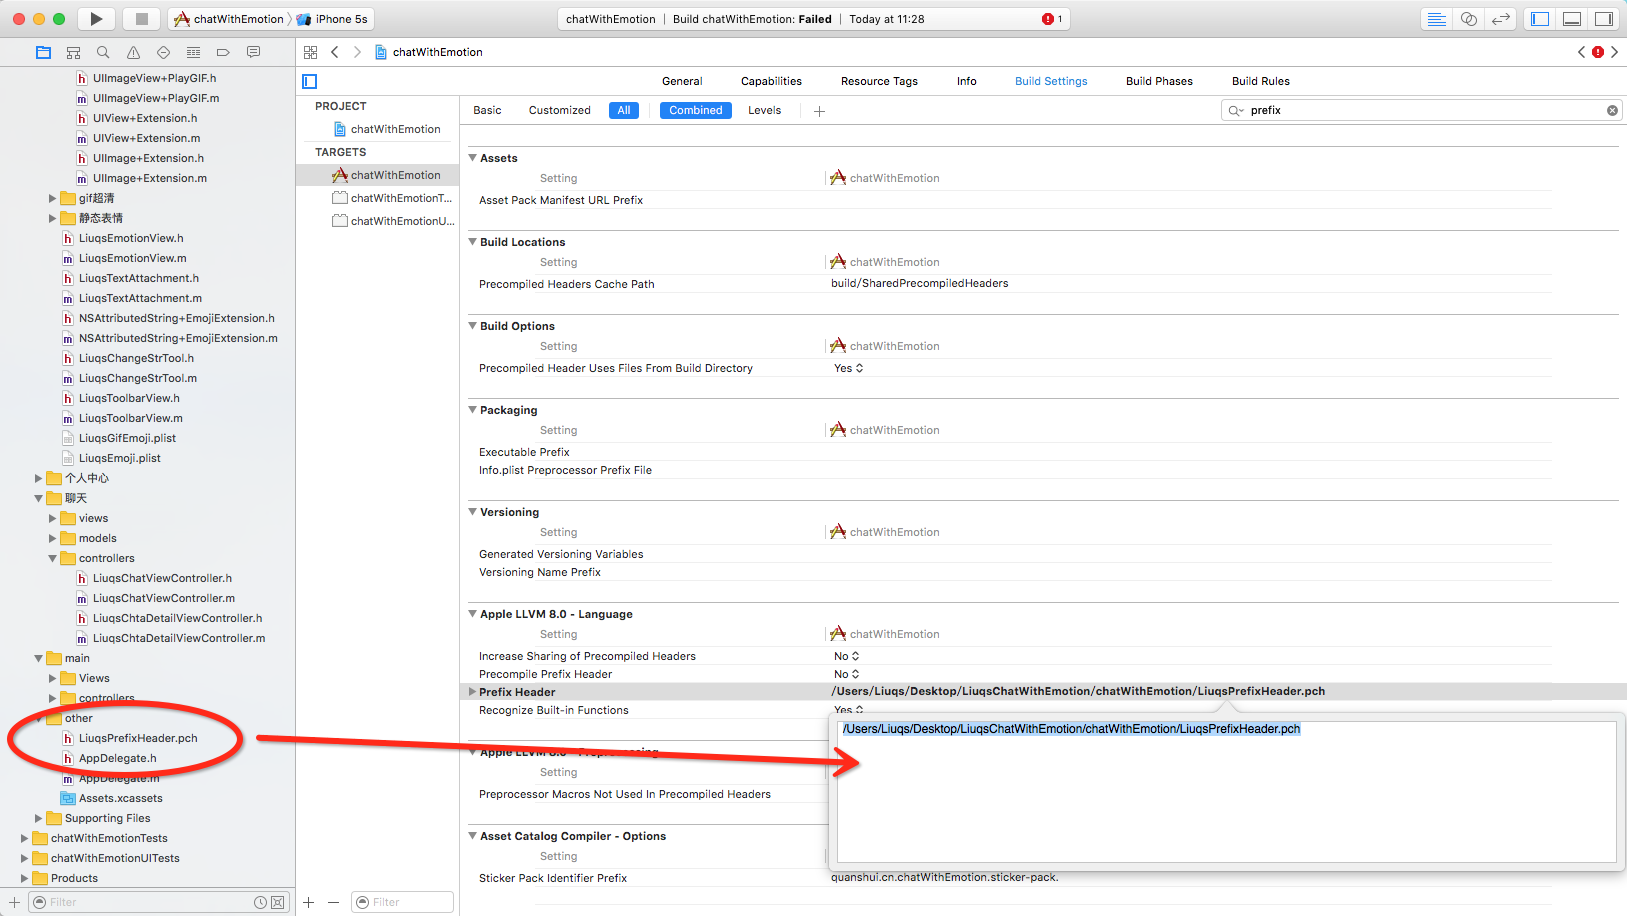 chatWithEmotion
iPhone 5s
chatWithEmotion | Build chatWithEmotion: Failed | Today at 11:28
1
chatWithEmotion
UIImageView+PlayGIF.h
UIImageView+PlayGIF.m
UIView+Extension.h
UIView+Extension.m
UIImage+Extension.h
UIImage+Extension.m
gif超清
静态表情
LiuqsEmotionView.h
LiuqsEmotionView.m
LiuqsTextAttachment.h
LiuqsTextAttachment.m
NSAttributedString+EmojiExtension.h
NSAttributedString+EmojiExtension.m
LiuqsChangeStrTool.h
LiuqsChangeStrTool.m
LiuqsToolbarView.h
LiuqsToolbarView.m
LiuqsGifEmoji.plist
LiuqsEmoji.plist
个人中心
聊天
views
models
controllers
LiuqsChatViewController.h
LiuqsChatViewController.m
LiuqsChtaDetailViewController.h
LiuqsChtaDetailViewController.m
main
Views
controllers
other
LiuqsPrefixHeader.pch
AppDelegate.h
AppDelegate.m
Assets.xcassets
Supporting Files
chatWithEmotionTests
chatWithEmotionUITests
Products
Filter
General Capabilities Resource Tags Info Build Settings Build Phases Build Rules
PROJECT
chatWithEmotion
TARGETS
chatWithEmotion
chatWithEmotionT...
chatWithEmotionU...
Filter
Basic Customized All Combined Levels
prefix
Assets
Setting chatWithEmotion
Asset Pack Manifest URL Prefix
Build Locations
Setting chatWithEmotion
Precompiled Headers Cache Path build/SharedPrecompiledHeaders
Build Options
Setting chatWithEmotion
Precompiled Header Uses Files From Build Directory Yes
Packaging
Setting chatWithEmotion
Executable Prefix
Info.plist Preprocessor Prefix File
Versioning
Setting chatWithEmotion
Generated Versioning Variables
Versioning Name Prefix
Apple LLVM 8.0 - Language
Setting chatWithEmotion
Increase Sharing of Precompiled Headers No
Precompile Prefix Header No
Prefix Header /Users/Liuqs/Desktop/LiuqsChatWithEmotion/chatWithEmotion/LiuqsPrefixHeader.pch
Recognize Built-in Functions Yes
/Users/Liuqs/Desktop/LiuqsChatWithEmotion/chatWithEmotion/LiuqsPrefixHeader.pch
Apple LLVM 8.0 - Preprocessing
Setting
Preprocessor Macros Not Used In Precompiled Headers
Asset Catalog Compiler - Options
Setting
Sticker Pack Identifier Prefix quanshui.cn.chatWithEmotion.sticker-pack.